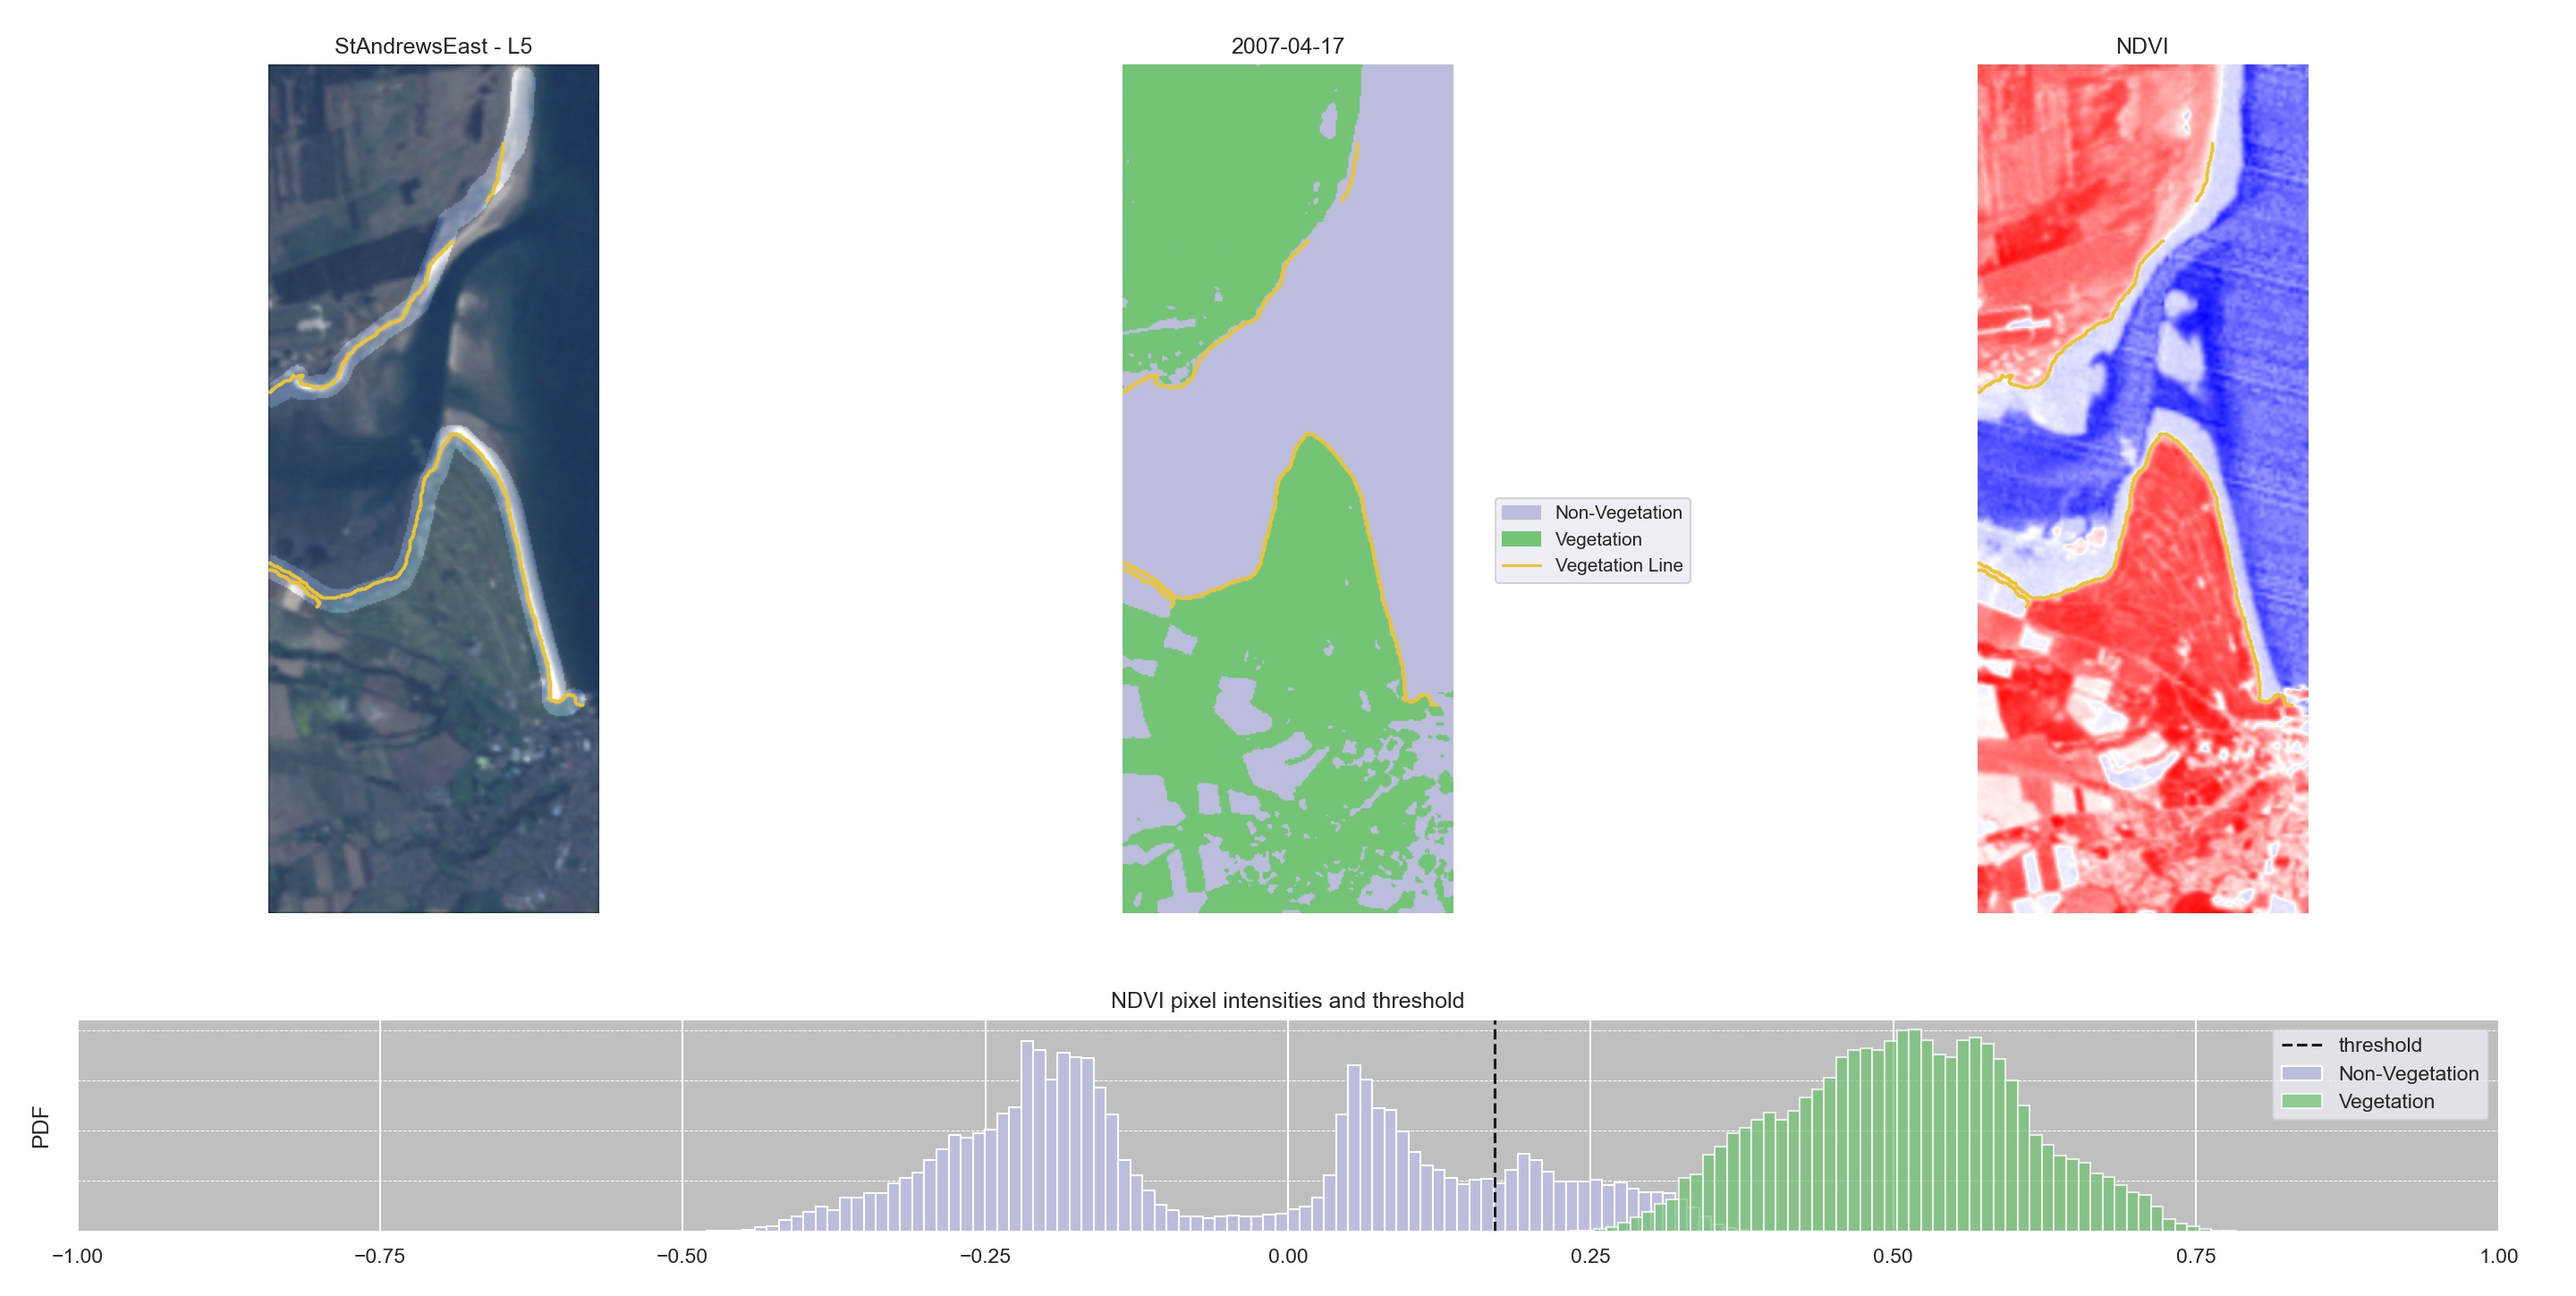 StAndrewsEast - L5
2007-04-17
NDVI
Non-Vegetation
Vegetation
Vegetation Line
NDVI pixel intensities and threshold
PDF
threshold
Non-Vegetation
Vegetation
−1.00 −0.75 −0.50 −0.25 0.00 0.25 0.50 0.75 1.00